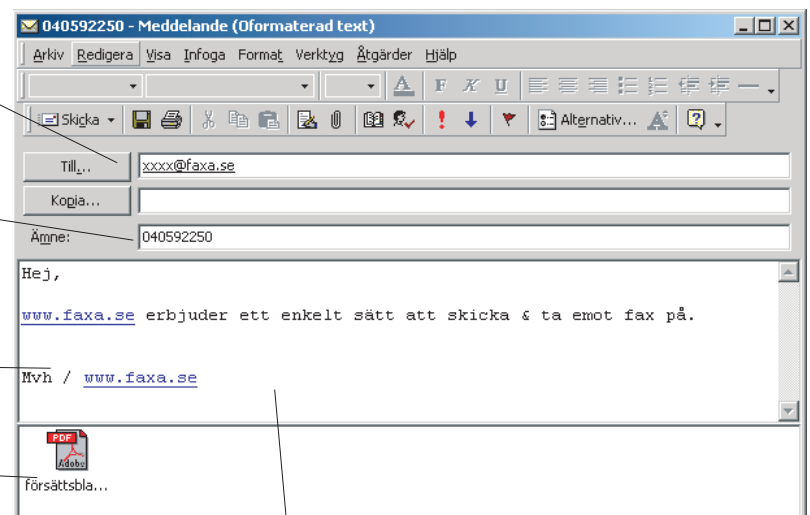 040592250 - Meddelande (Oformaterad text)
Arkiv Redigera Visa Infoga Format Verktyg Åtgärder Hjälp
A F K U
Skicka Alternativ...
Till...
xxxx@faxa.se
Kopia...
Ämne:
040592250
Hej,
www.faxa.se erbjuder ett enkelt sätt att skicka & ta emot fax på.
Mvh / www.faxa.se
PDF
Adobe
försättsbla...